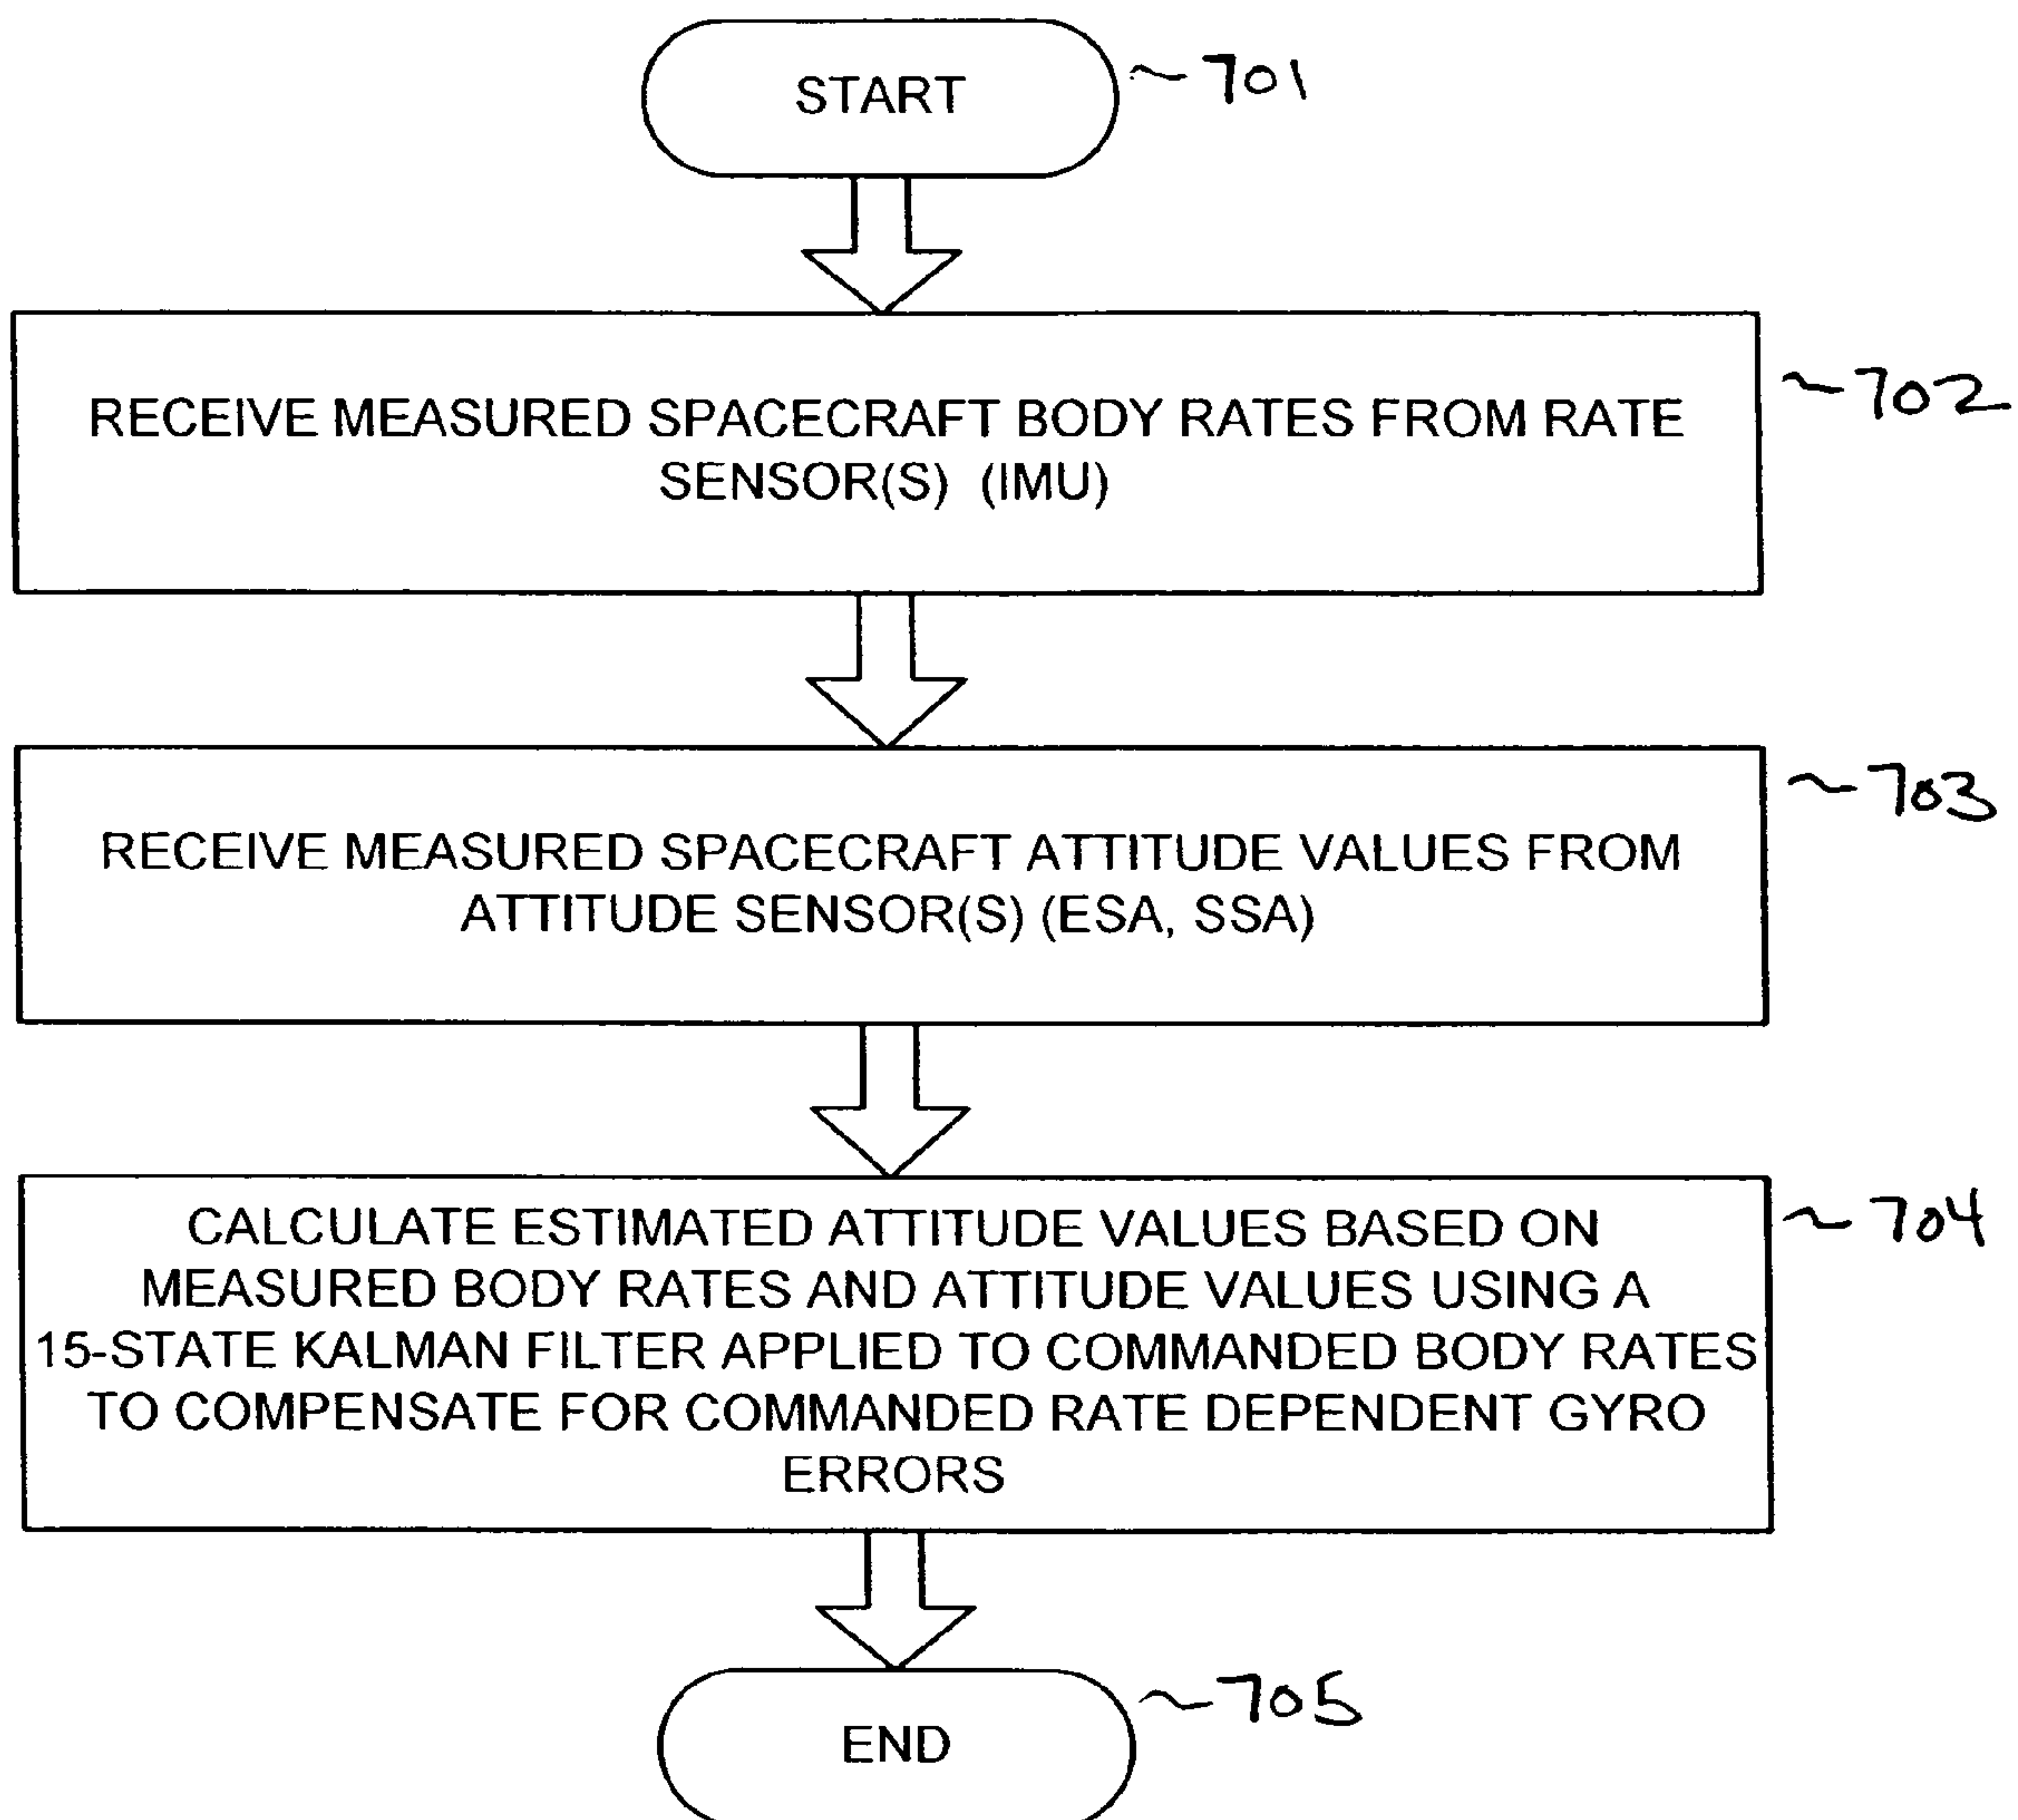 START
~701
RECEIVE MEASURED SPACECRAFT BODY RATES FROM RATE
SENSOR(S) (IMU)
~702
RECEIVE MEASURED SPACECRAFT ATTITUDE VALUES FROM
ATTITUDE SENSOR(S) (ESA, SSA)
~703
CALCULATE ESTIMATED ATTITUDE VALUES BASED ON
MEASURED BODY RATES AND ATTITUDE VALUES USING A
15-STATE KALMAN FILTER APPLIED TO COMMANDED BODY RATES
TO COMPENSATE FOR COMMANDED RATE DEPENDENT GYRO
ERRORS
~704
END
~705